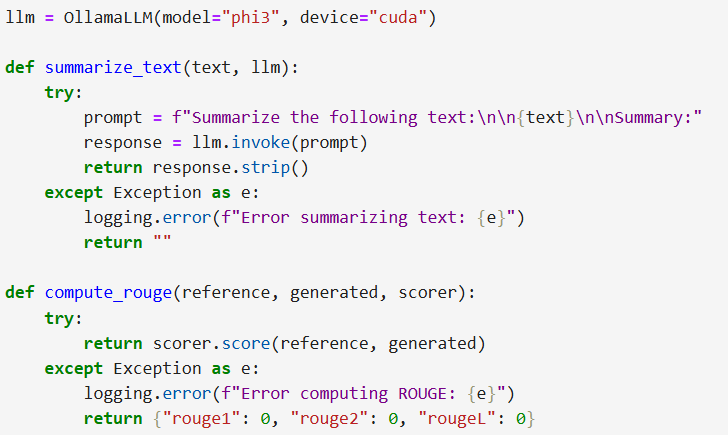 llm = OllamaLLM(model="phi3", device="cuda")

def summarize_text(text, llm):
    try:
        prompt = f"Summarize the following text:\n\n{text}\n\nSummary:"
        response = llm.invoke(prompt)
        return response.strip()
    except Exception as e:
        logging.error(f"Error summarizing text: {e}")
        return ""

def compute_rouge(reference, generated, scorer):
    try:
        return scorer.score(reference, generated)
    except Exception as e:
        logging.error(f"Error computing ROUGE: {e}")
        return {"rouge1": 0, "rouge2": 0, "rougeL": 0}